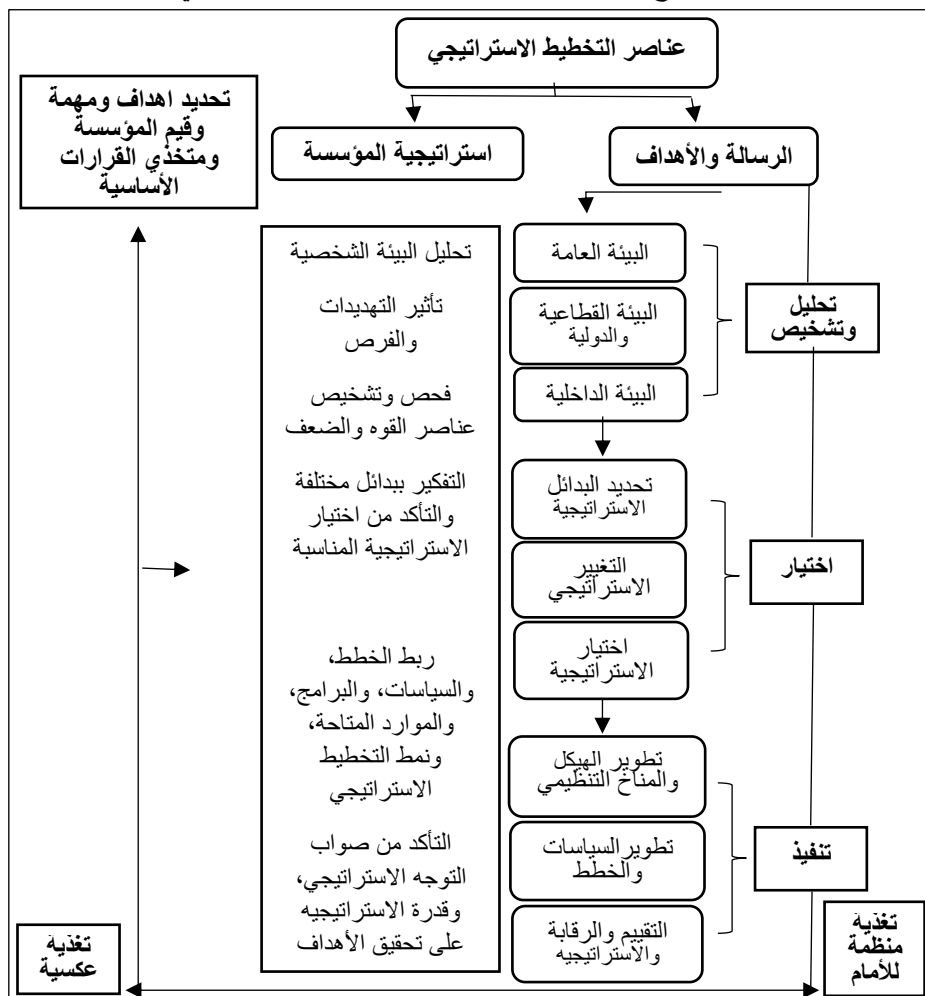 عناصر التخطيط الاستراتيجي
تحديد اهداف ومهمة
وقيم المؤسسة
ومتخذي القرارات
الأساسية
الرسالة والأهداف
استراتيجية المؤسسة
البيئة العامة
البيئة القطاعية
والدولية
البيئة الداخلية
تحليل
وتشخيص
تحليل البيئة الشخصية
تأثير التهديدات
والفرص
فحص وتشخيص
عناصر القوه والضعف
التفكير ببدائل مختلفة
والتأكد من اختيار
الاستراتيجية المناسبة
ربط الخطط،
والسياسات، والبرامج،
والموارد المتاحة،
ونمط التخطيط
الاستراتيجي
التأكد من صواب
التوجه الاستراتيجي،
وقدرة الاستراتيجيه
على تحقيق الأهداف
تحديد البدائل
الاستراتيجية
التغيير
الاستراتيجي
اختيار
الاستراتيجية
اختيار
تطوير الهيكل
والمناخ التنظيمي
تطوير السياسات
والخطط
التقييم والرقابة
والاستراتيجيه
تنفيذ
تغذية
منظمة
للأمام
تغذية
عكسية